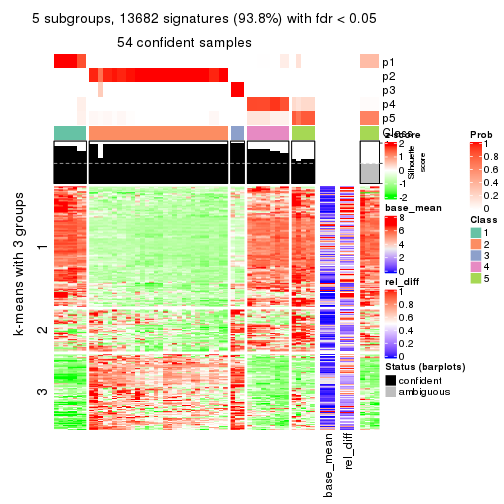 5 subgroups, 13682 signatures (93.8%) with fdr < 0.05
54 confident samples
p1
p2
p3
p4
p5
Class
k-means with 3 groups
1
2
3
base_mean
rel_diff
Silhouette
score
z-score
2
1
0
-1
-2
base_mean
8
6
4
2
0
rel_diff
1
0.8
0.6
0.4
0.2
0
Status (barplots)
confident
ambiguous
Prob
1
0.8
0.6
0.4
0.2
0
Class
1
2
3
4
5